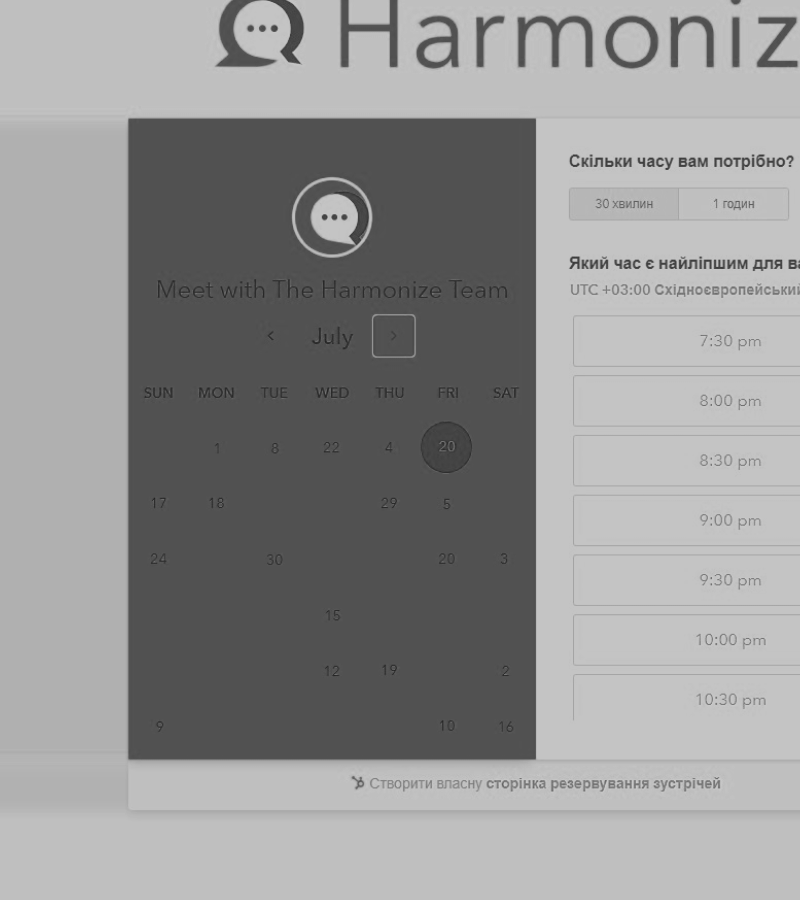 Harmoniz
Meet with The Harmonize Team
July
SUN MON TUE WED THU FRI SAT
1 8 22 4 20
17 18 29 5
24 30 20 3
15
12 19 2
9 10 16
Скільки часу вам потрібно?
30 хвилин 1 годин
Який час є найліпшим для ва
UTC +03:00 Східноєвропейський
7:30 pm
8:00 pm
8:30 pm
9:00 pm
9:30 pm
10:00 pm
10:30 pm
Створити власну сторінка резервування зустрічей